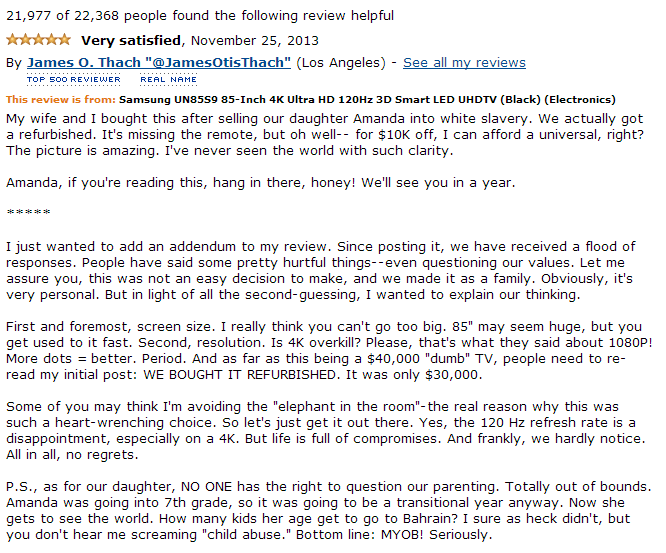 21,977 of 22,368 people found the following review helpful
Very satisfied, November 25, 2013
By James O. Thach "@JamesOtisThach" (Los Angeles) - See all my reviews
TOP 500 REVIEWER REAL NAME
This review is from: Samsung UN85S9 85-Inch 4K Ultra HD 120Hz 3D Smart LED UHDTV (Black) (Electronics)
My wife and I bought this after selling our daughter Amanda into white slavery. We actually got
a refurbished. It's missing the remote, but oh well-- for $10K off, I can afford a universal, right?
The picture is amazing. I've never seen the world with such clarity.
Amanda, if you're reading this, hang in there, honey! We'll see you in a year.
*****
I just wanted to add an addendum to my review. Since posting it, we have received a flood of
responses. People have said some pretty hurtful things--even questioning our values. Let me
assure you, this was not an easy decision to make, and we made it as a family. Obviously, it's
very personal. But in light of all the second-guessing, I wanted to explain our thinking.
First and foremost, screen size. I really think you can't go too big. 85" may seem huge, but you
get used to it fast. Second, resolution. Is 4K overkill? Please, that's what they said about 1080P!
More dots = better. Period. And as far as this being a $40,000 "dumb" TV, people need to re-
read my initial post: WE BOUGHT IT REFURBISHED. It was only $30,000.
Some of you may think I'm avoiding the "elephant in the room"-the real reason why this was
such a heart-wrenching choice. So let's just get it out there. Yes, the 120 Hz refresh rate is a
disappointment, especially on a 4K. But life is full of compromises. And frankly, we hardly notice.
All in all, no regrets.
P.S., as for our daughter, NO ONE has the right to question our parenting. Totally out of bounds.
Amanda was going into 7th grade, so it was going to be a transitional year anyway. Now she
gets to see the world. How many kids her age get to go to Bahrain? I sure as heck didn't, but
you don't hear me screaming "child abuse." Bottom line: MYOB! Seriously.